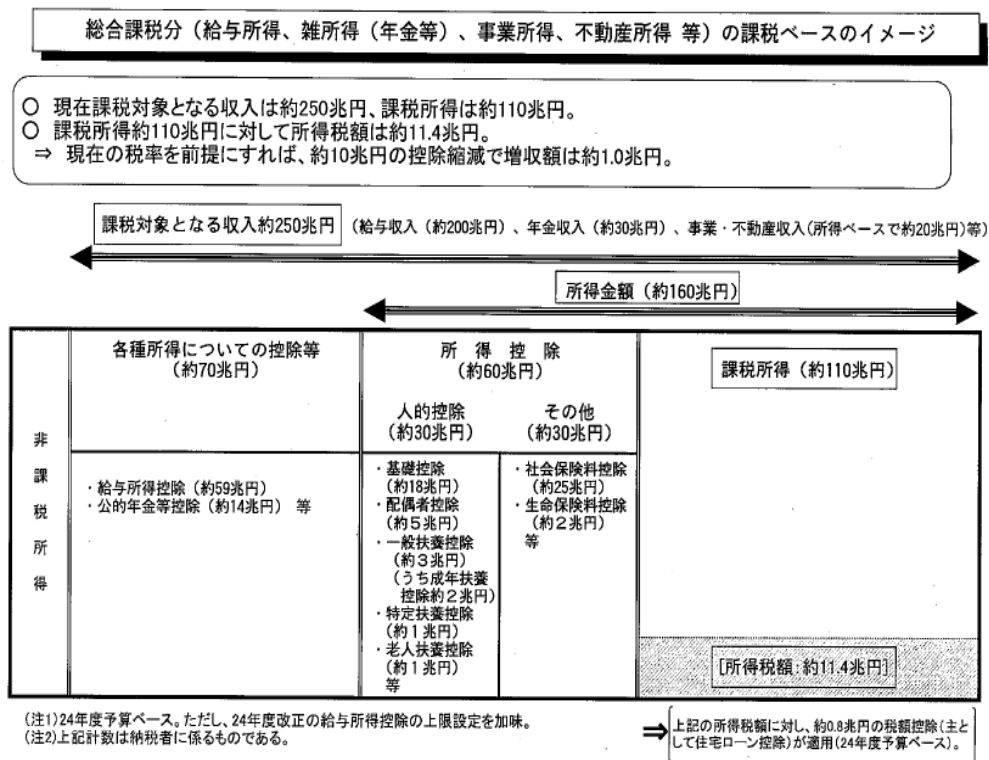 総合課税分（給与所得、雑所得（年金等）、事業所得、不動産所得 等）の課税ベースのイメージ
○ 現在課税対象となる収入は約250兆円、課税所得は約110兆円。
○ 課税所得約110兆円に対して所得税額は約11.4兆円。
⇒ 現在の税率を前提にすれば、約10兆円の控除縮減で増収額は約1.0兆円。
課税対象となる収入約250兆円 （給与収入（約200兆円）、年金収入（約30兆円）、事業・不動産収入（所得ベースで約20兆円）等）
所得金額（約160兆円）
非課税所得
各種所得についての控除等
（約70兆円）
・給与所得控除（約59兆円）
・公的年金等控除（約14兆円） 等
所 得 控 除
（約60兆円）
人的控除
（約30兆円）
・基礎控除
（約18兆円）
・配偶者控除
（約５兆円）
・一般扶養控除
（約３兆円）
（うち成年扶養
控除約２兆円）
・特定扶養控除
（約１兆円）
・老人扶養控除
（約１兆円）
等
その他
（約30兆円）
・社会保険料控除
（約25兆円）
・生命保険料控除
（約２兆円）
等
課税所得（約110兆円）
[所得税額：約11.4兆円]
(注1)24年度予算ベース。ただし、24年度改正の給与所得控除の上限設定を加味。
(注2)上記計数は納税者に係るものである。
⇒ 上記の所得税額に対し、約0.8兆円の税額控除（主と
して住宅ローン控除）が適用（24年度予算ベース）。